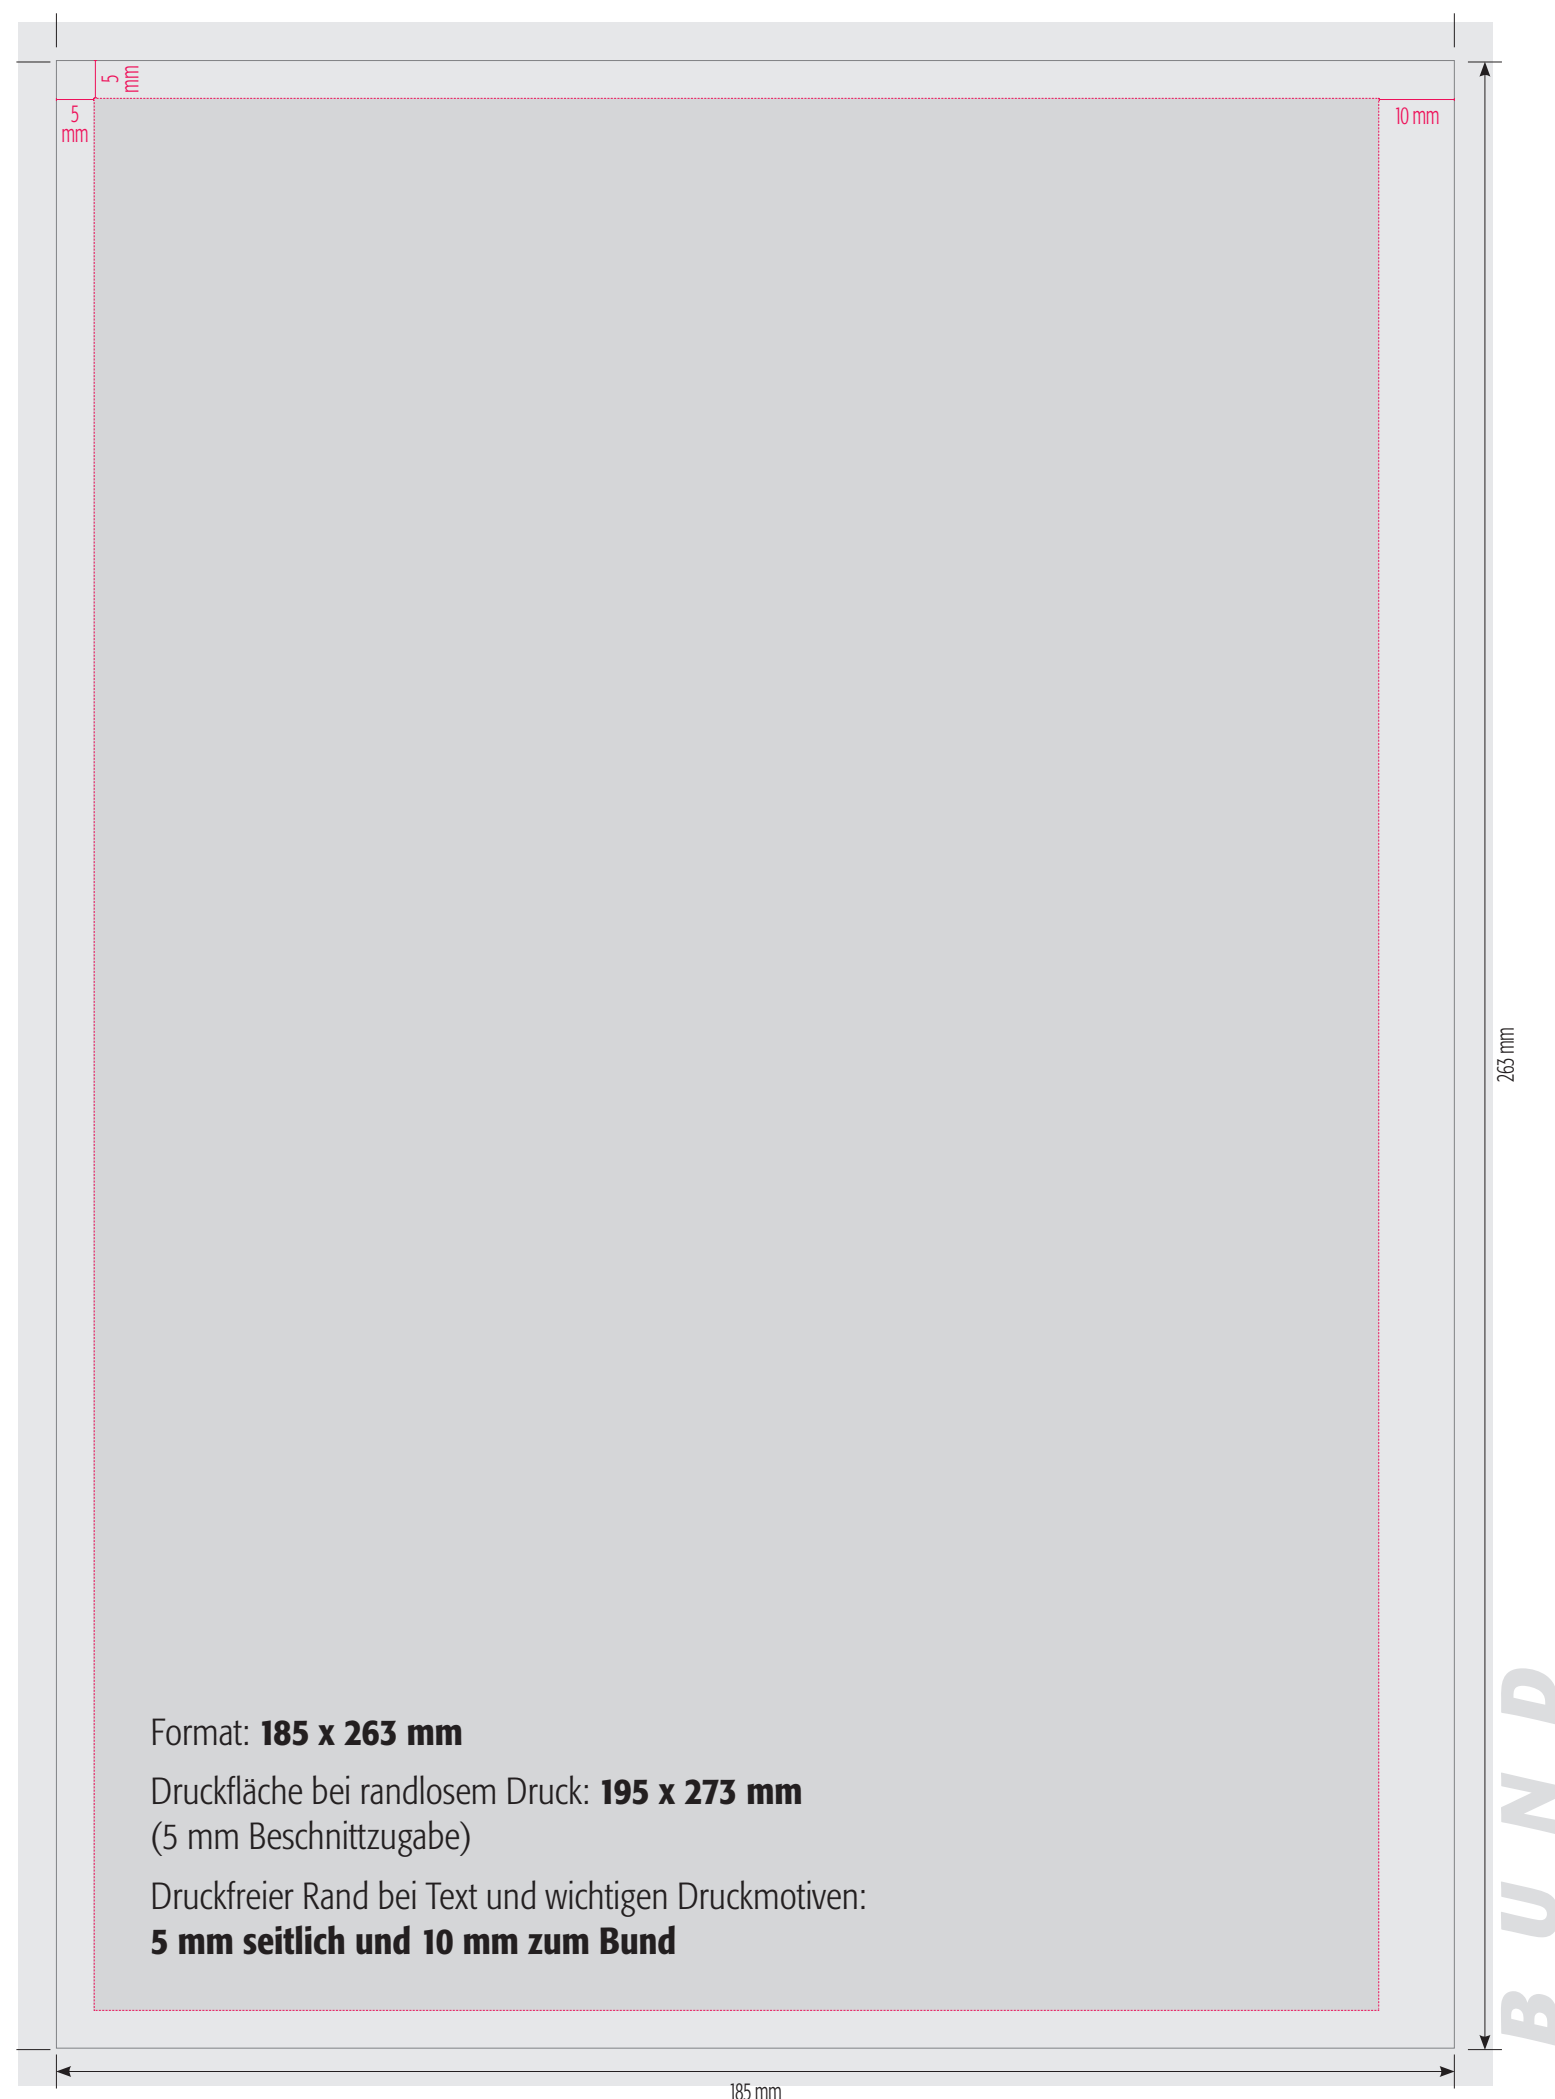 5
mm
5
mm
10 mm
263 mm
Format: 185 x 263 mm
Druckfläche bei randlosem Druck: 195 x 273 mm
(5 mm Beschnittzugabe)
Druckfreier Rand bei Text und wichtigen Druckmotiven:
5 mm seitlich und 10 mm zum Bund
BUND
185 mm